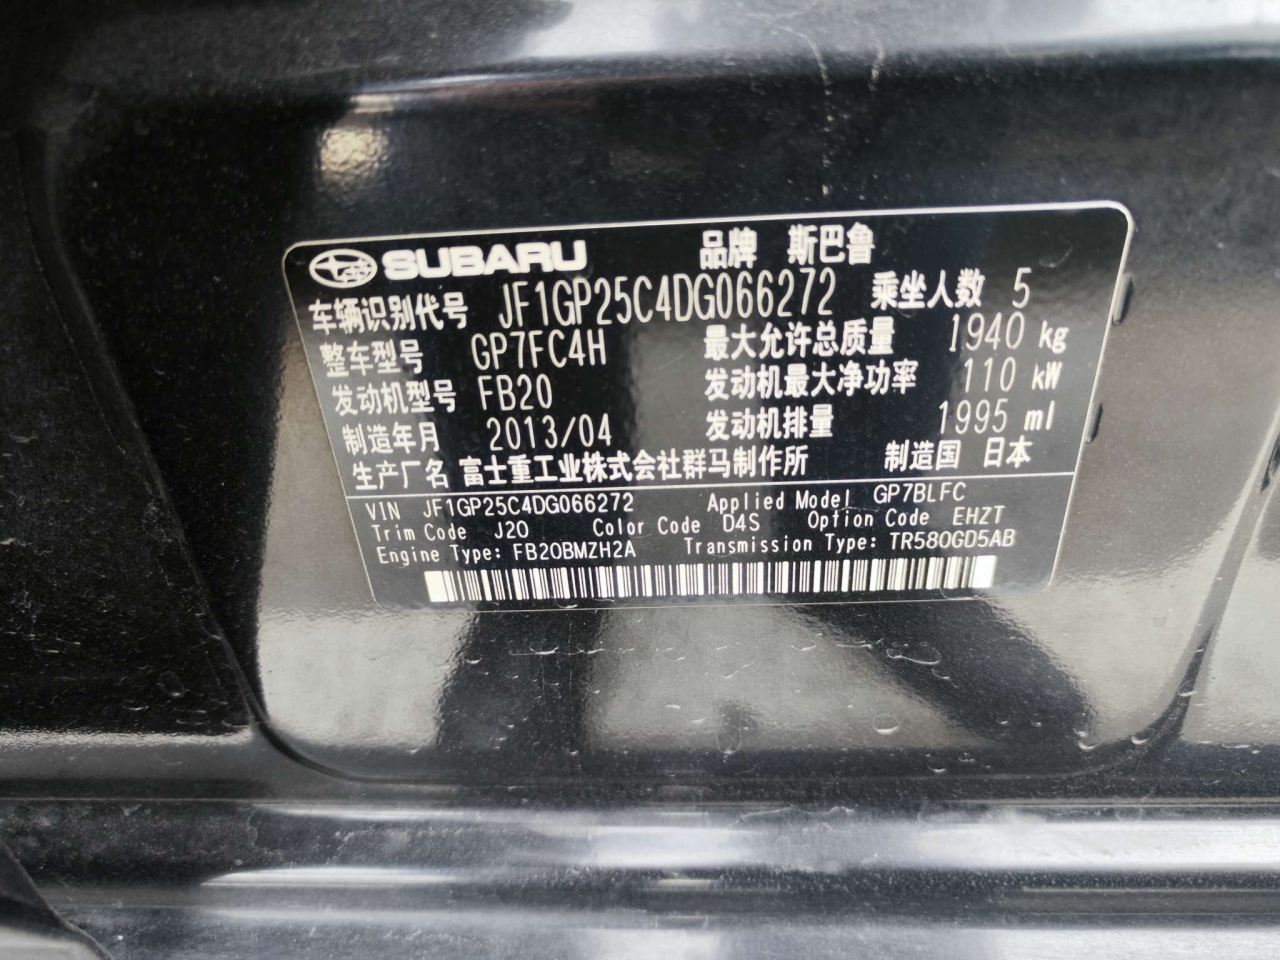 SUBARU 品牌 斯巴鲁
车辆识别代号 JF1GP25C4DG066272 乘坐人数 5
整车型号 GP7FC4H 最大允许总质量 1940 kg
发动机型号 FB20 发动机最大净功率 110 kW
制造年月 2013/04 发动机排量 1995 ml
生产厂名 富士重工业株式会社群马制作所 制造国 日本
VIN JF1GP25C4DG066272 Applied Model GP7BLFC
Trim Code J20 Color Code D4S Option Code EHZT
Engine Type: FB20BMZH2A Transmission Type: TR580GD5AB